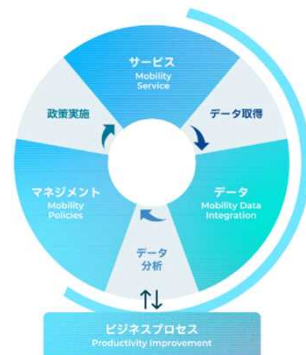 サービス
Mobility
Service
政策実施
データ取得
マネジメント
Mobility
Policies
データ
Mobility Data
Integration
データ
分析
ビジネスプロセス
Productivity Improvement